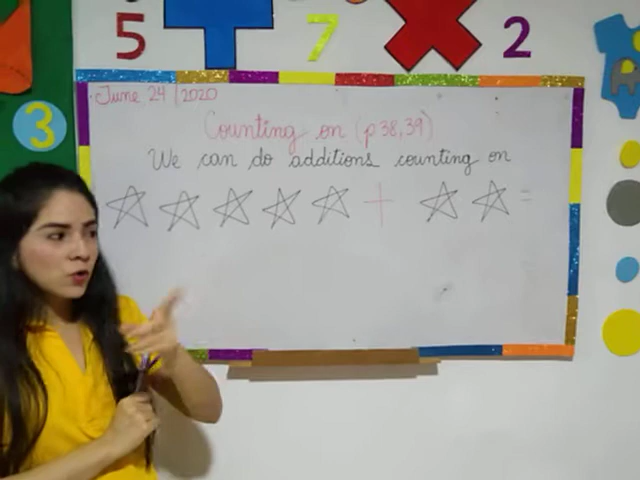 5 7 2
3
June 24/2020
Counting on (p 38,39)
We can do additions counting on
+ =